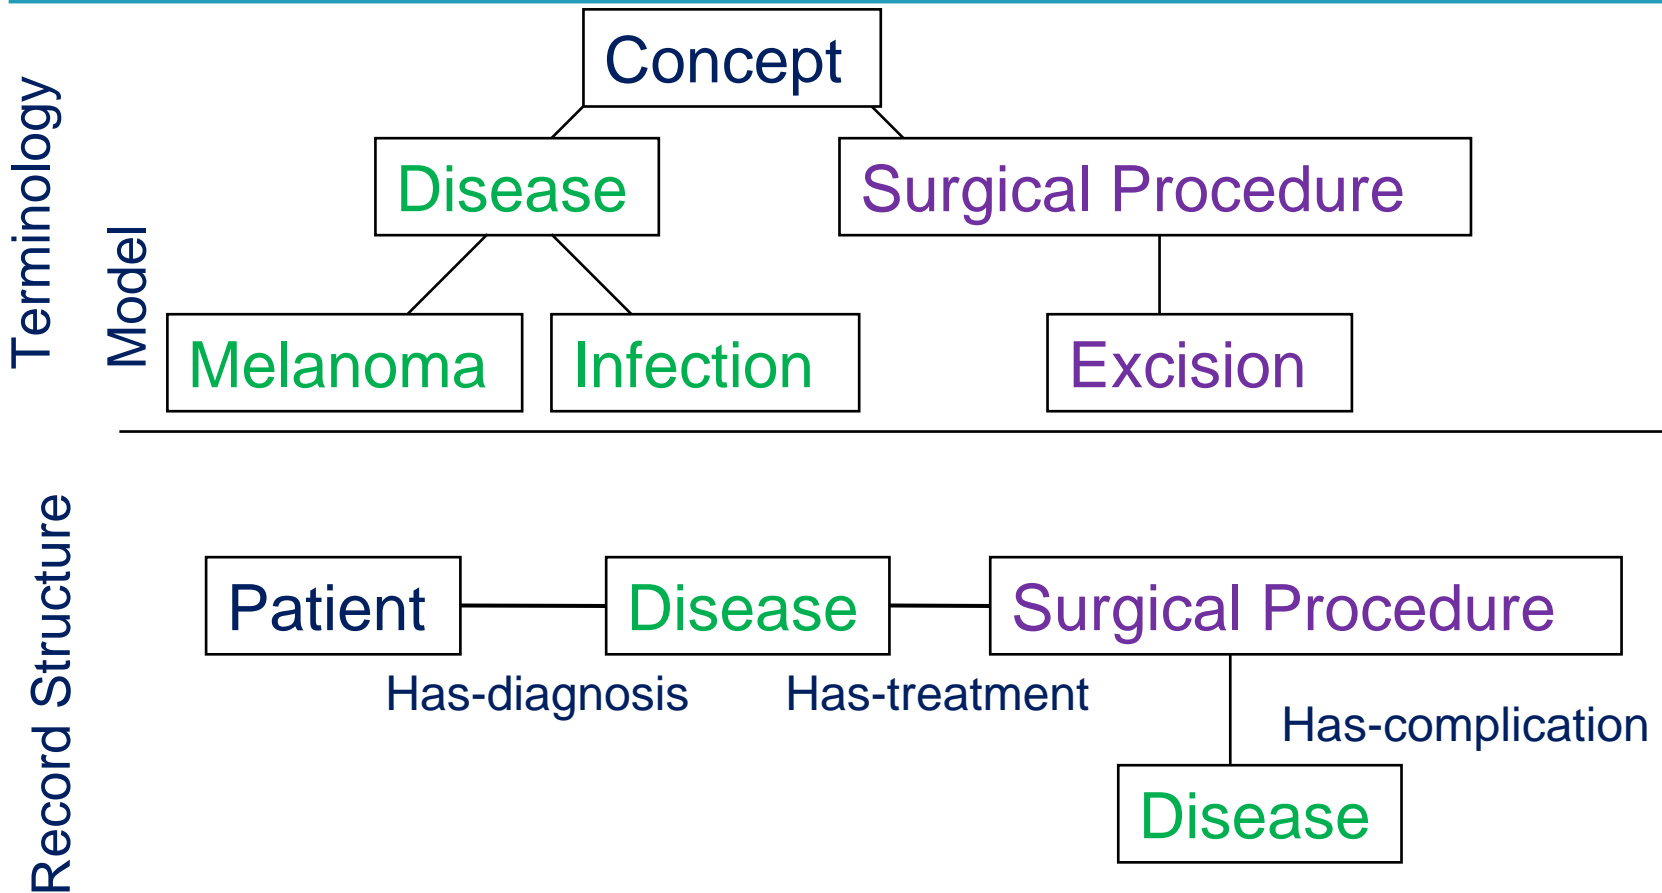 Terminology
Model
Concept
Disease
Surgical Procedure
Melanoma
Infection
Excision
Record Structure
Patient
Disease
Surgical Procedure
Has-diagnosis
Has-treatment
Has-complication
Disease